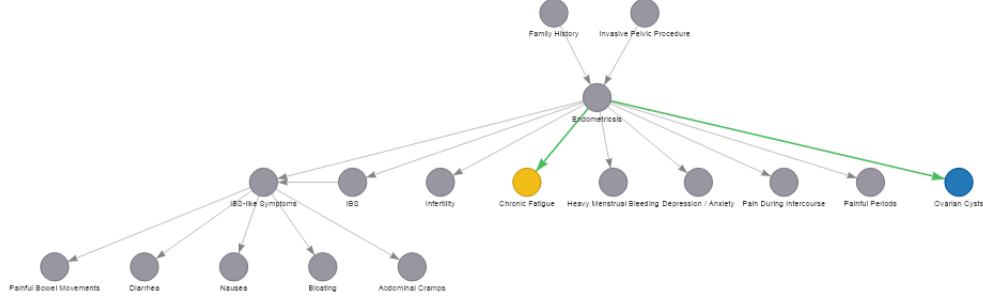 Family History
Invasive Pelvic Procedure
Endometriosis
IBS-like Symptoms
IBS
Infertility
Chronic Fatigue
Heavy Menstrual Bleeding
Depression / Anxiety
Pain During Intercourse
Painful Periods
Ovarian Cysts
Painful Bowel Movements
Diarrhea
Nausea
Bloating
Abdominal Cramps